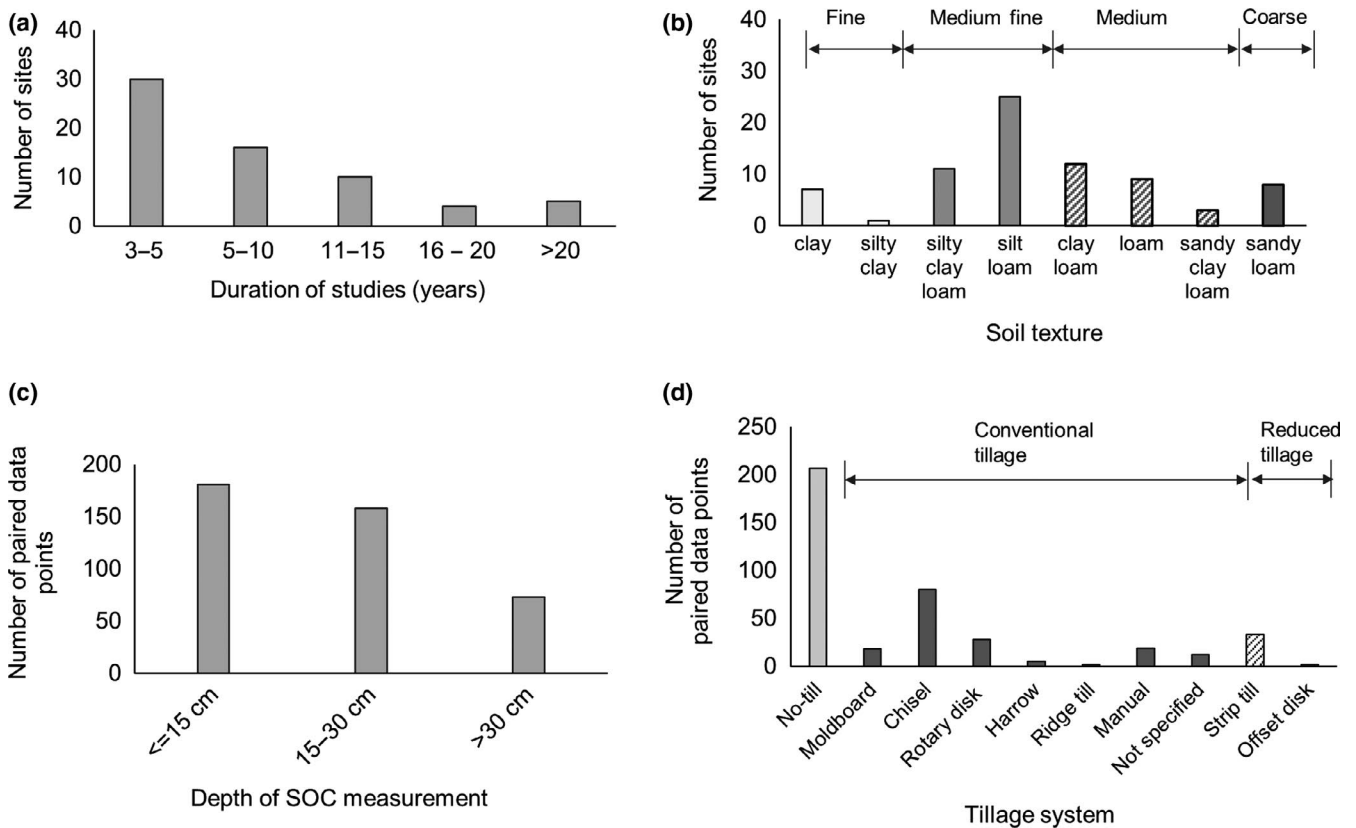 (a)
40
30
20
10
0
Number of sites
3–5 5–10 11–15 16 – 20 >20
Duration of studies (years)
(b)
Fine Medium fine Medium Coarse
40
30
20
10
0
Number of sites
clay silty clay silty clay loam silt loam clay loam loam sandy clay loam sandy loam
Soil texture
(c)
200
150
100
50
0
Number of paired data
points
<=15 cm
15–30 cm
>30 cm
Depth of SOC measurement
(d)
250
200
150
100
50
0
Number of
paired data points
Conventional
tillage
Reduced
tillage
No-till
Moldboard
Chisel
Rotary disk
Harrow
Ridge till
Manual
Not specified
Strip till
Offset disk
Tillage system